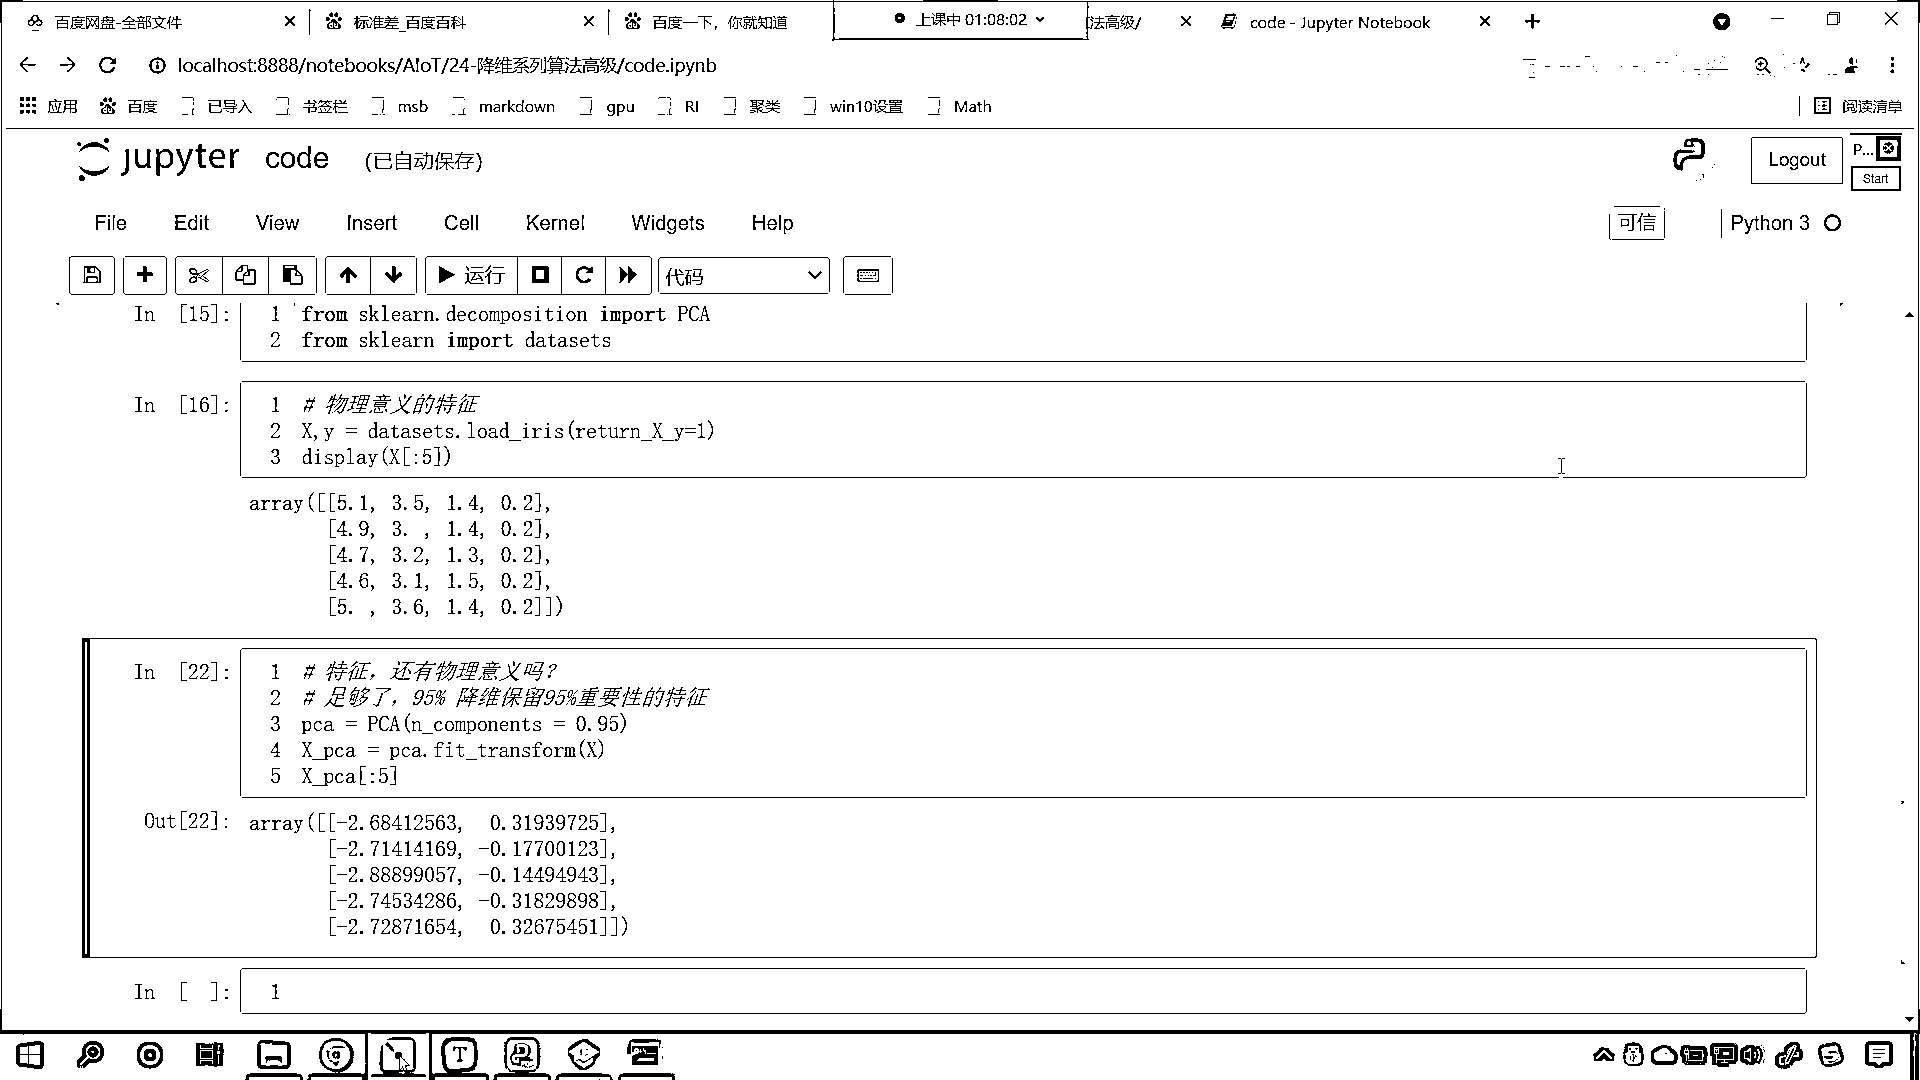 百度网盘-全部文件
标准差_百度百科
百度一下，你就知道
上课中 01:08:02
法高级/
code - Jupyter Notebook
localhost:8888/notebooks/AIoT/24-降维系列算法高级/code.ipynb
应用 百度 已导入 书签栏 msb markdown gpu RI 聚类 win10设置 Math 阅读清单
jupyter code (已自动保存) Logout P... Start
File Edit View Insert Cell Kernel Widgets Help 可信 Python 3
运行 代码
In [15]: 1 from sklearn.decomposition import PCA
2 from sklearn import datasets
In [16]: 1 # 物理意义的特征
2 X,y = datasets.load_iris(return_X_y=1)
3 display(X[:5])
array([[5.1, 3.5, 1.4, 0.2],
[4.9, 3. , 1.4, 0.2],
[4.7, 3.2, 1.3, 0.2],
[4.6, 3.1, 1.5, 0.2],
[5. , 3.6, 1.4, 0.2]])
In [22]: 1 # 特征，还有物理意义吗？
2 # 足够了，95% 降维保留95%重要性的特征
3 pca = PCA(n_components = 0.95)
4 X_pca = pca.fit_transform(X)
5 X_pca[:5]
Out[22]: array([[-2.68412563, 0.31939725],
[-2.71414169, -0.17700123],
[-2.88899057, -0.14494943],
[-2.74534286, -0.31829898],
[-2.72871654, 0.32675451]])
In [ ]: 1